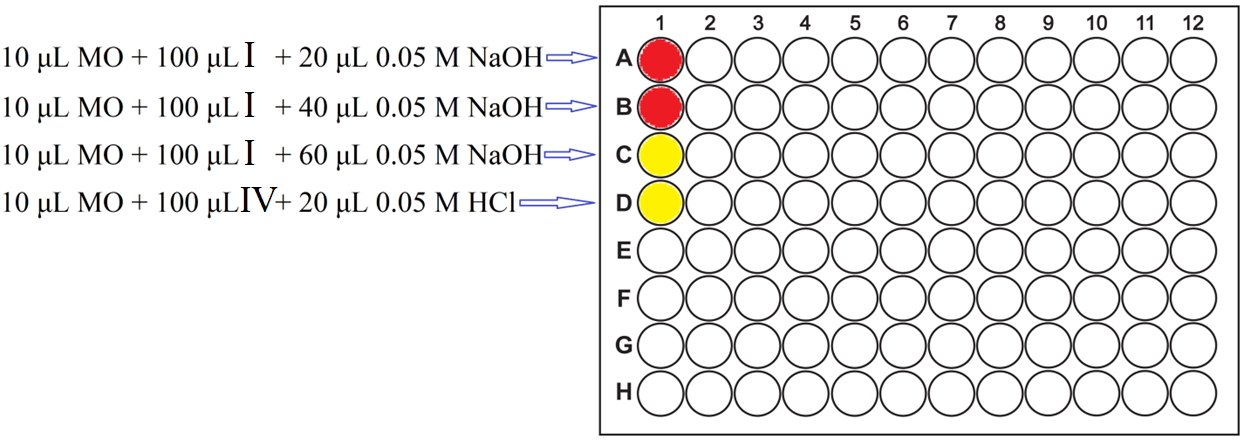 1 2 3 4 5 6 7 8 9 10 11 12
10 μL MO + 100 μL I + 20 μL 0.05 M NaOH A
10 μL MO + 100 μL I + 40 μL 0.05 M NaOH B
10 μL MO + 100 μL I + 60 μL 0.05 M NaOH C
10 μL MO + 100 μL IV + 20 μL 0.05 M HCl D
E
F
G
H